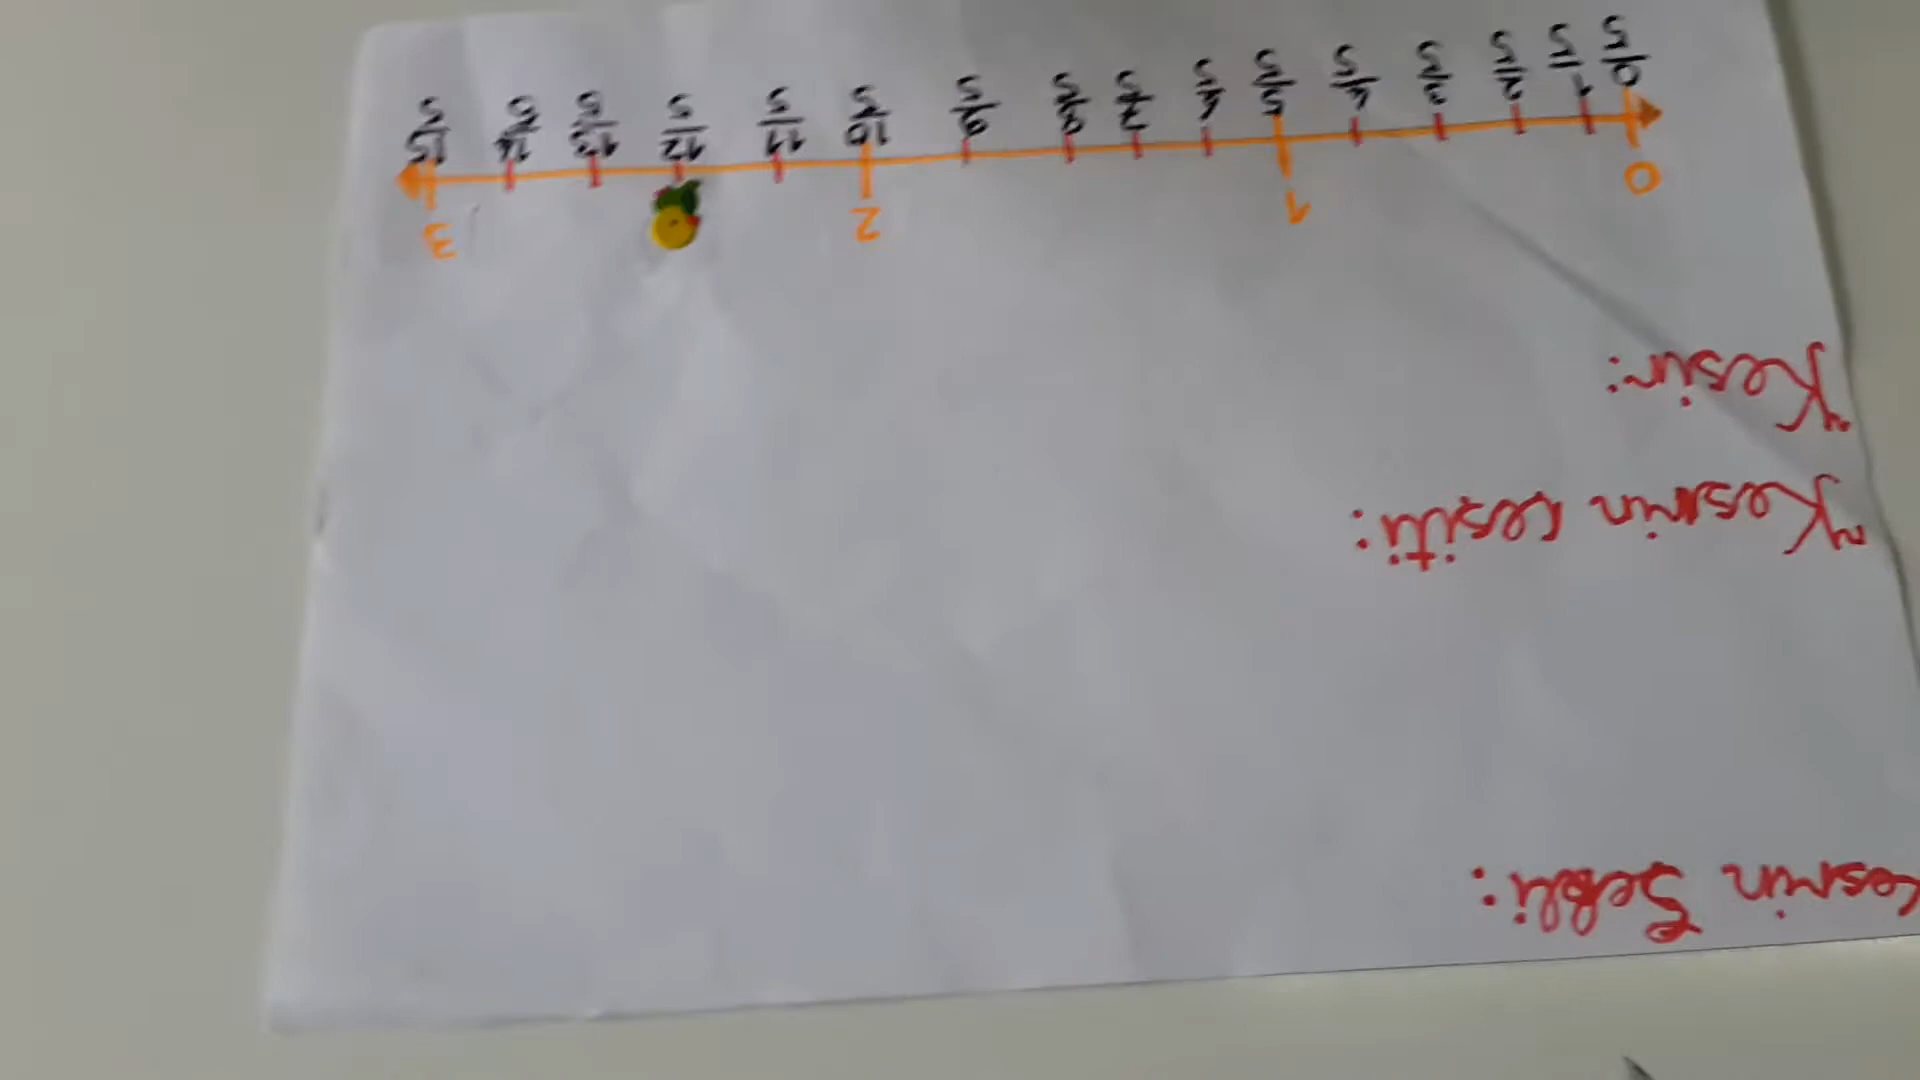 Kesrin Şekli:
"Kesrin çeşiti:
"Kesir:
0 1 2 3
0/5 1/5 2/5 3/5 4/5 5/5 6/5 7/5 8/5 9/5 10/5 11/5 12/5 13/5 14/5 15/5